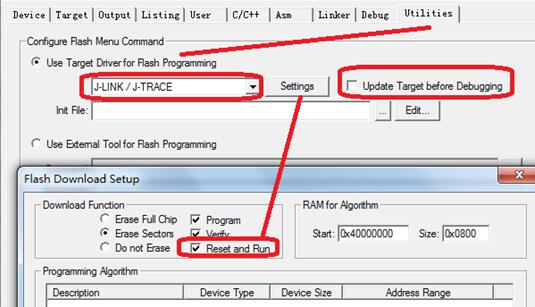 Device Target Output Listing User C/C++ Asm Linker Debug Utilities
Configure Flash Menu Command
Use Target Driver for Flash Programming
J-LINK / J-TRACE Settings Update Target before Debugging
Init File: ... Edit...
Use External Tool for Flash Programming
Flash Download Setup
Download Function RAM for Algorithm
Erase Full Chip Program
Erase Sectors Verify Start: 0x40000000 Size: 0x0800
Do not Erase Reset and Run
Programming Algorithm
Description Device Type Device Size Address Range